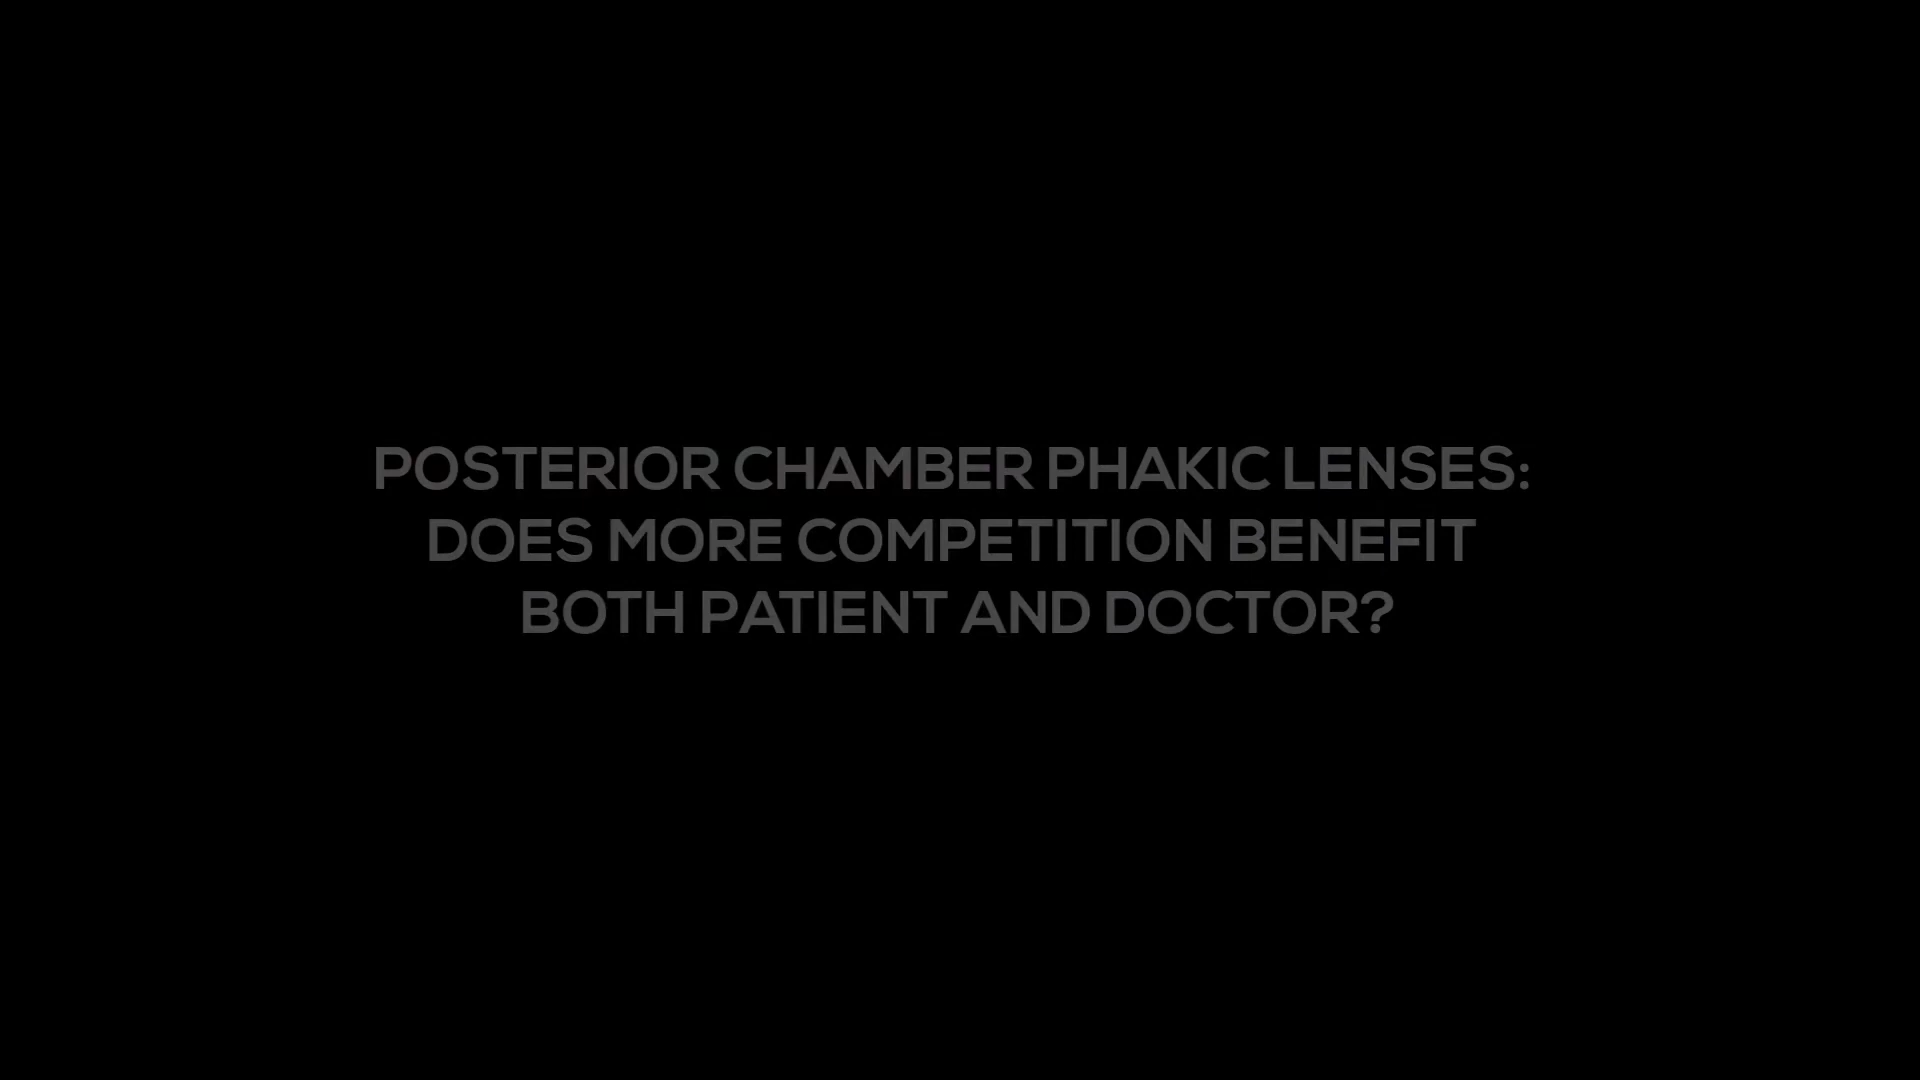 POSTERIOR CHAMBER PHAKIC LENSES:
DOES MORE COMPETITION BENEFIT
BOTH PATIENT AND DOCTOR?